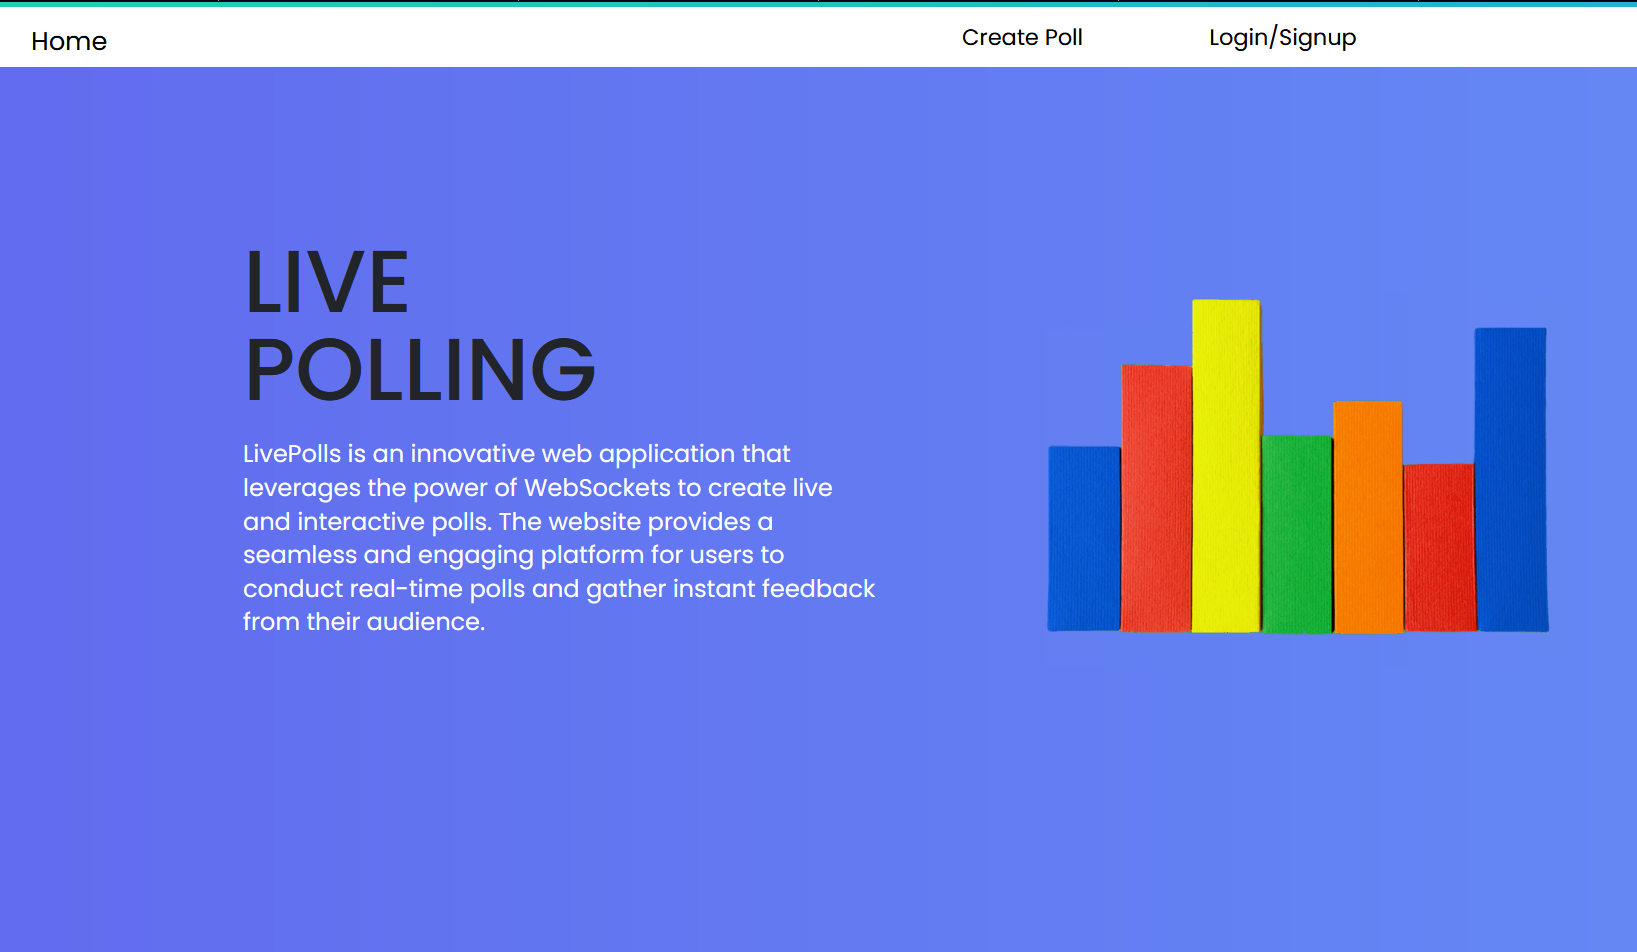 Home
Create Poll
Login/Signup
LIVE
POLLING
LivePolls is an innovative web application that
leverages the power of WebSockets to create live
and interactive polls. The website provides a
seamless and engaging platform for users to
conduct real-time polls and gather instant feedback
from their audience.